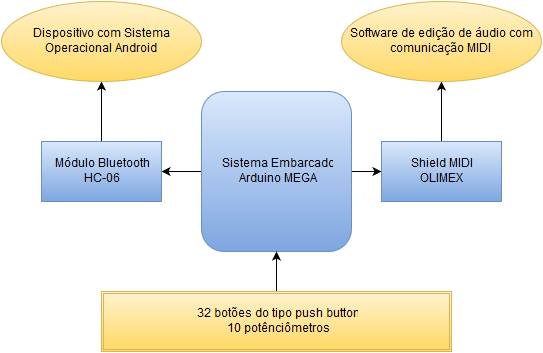 Dispositivo com Sistema
Operacional Android
Software de edição de áudio com
comunicação MIDI
Módulo Bluetooth
HC-06
Sistema Embarcado
Arduino MEGA
Shield MIDI
OLIMEX
32 botões do tipo push button
10 potênciômetros